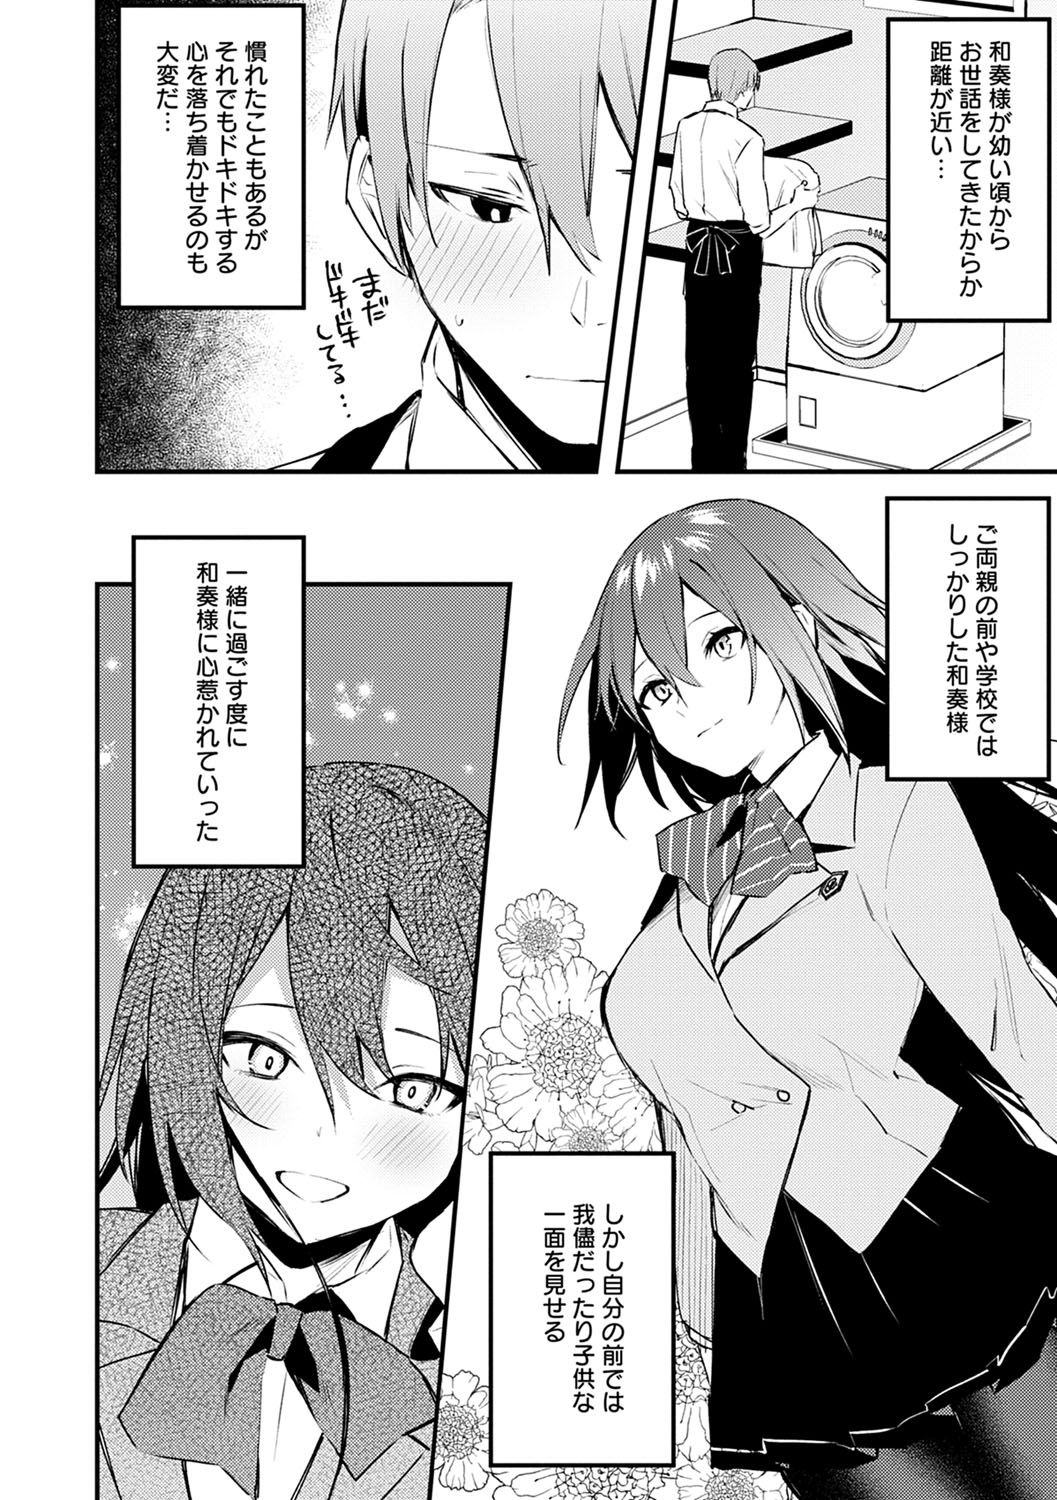 和奏様が幼い頃から
お世話をしてきたからか
距離が近い…
慣れたこともあるが
それでもドキドキする
心を落ち着かせるのも
大変だ…
まだ
ドキドキ
してる…
ご両親の前や学校では
しっかりした和奏様
しかし自分の前では
我儘だったり子供な
一面を見せる
一緒に過ごす度に
和奏様に心惹かれていった